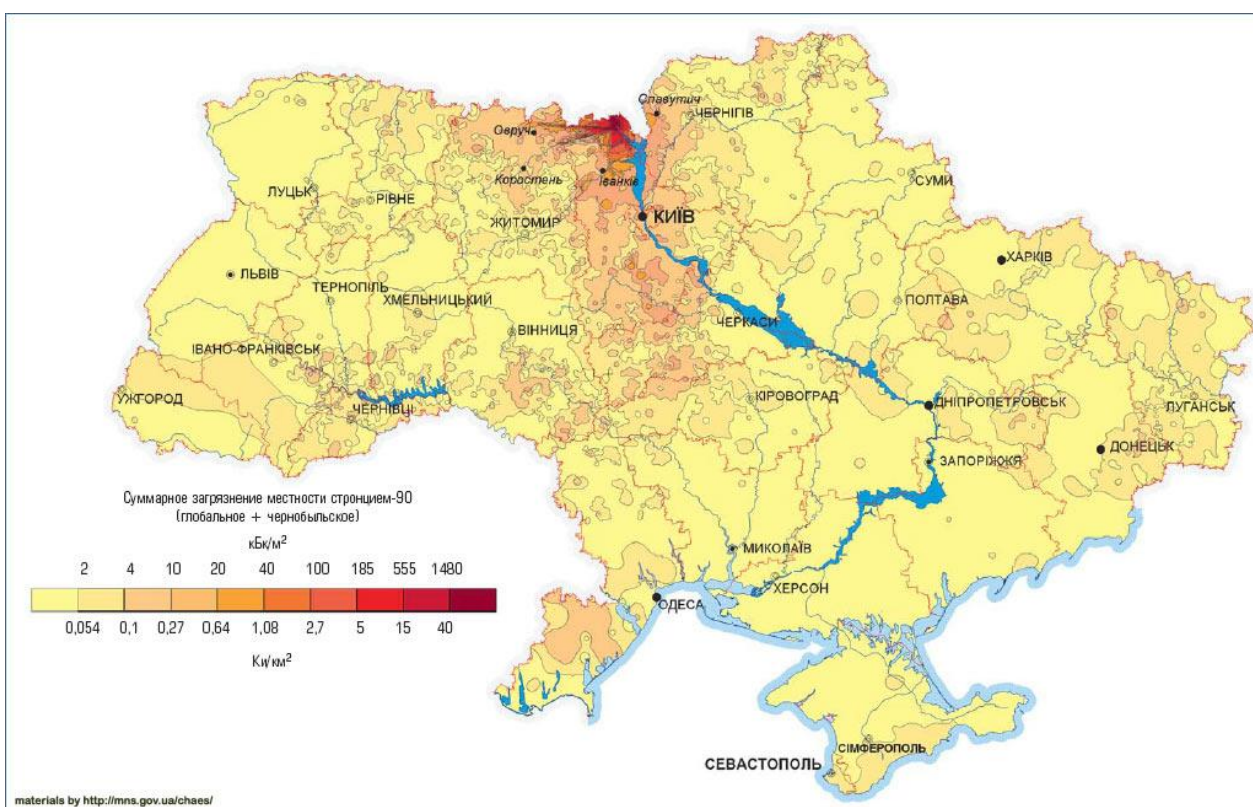 Славутич
ЧЕРНІГІВ
Овруч
Коростень
Іванків
ЛУЦЬК
РІВНЕ
СУМИ
ЖИТОМИР
КИЇВ
ЛЬВІВ
ХАРКІВ
ТЕРНОПІЛЬ
ХМЕЛЬНИЦЬКИЙ
ПОЛТАВА
ЧЕРКАСИ
ВІННИЦЯ
ІВАНО-ФРАНКІВСЬК
УЖГОРОД
ЧЕРНІВЦІ
КІРОВОГРАД
ДНІПРОПЕТРОВСЬК
ЛУГАНСЬК
ДОНЕЦЬК
ЗАПОРІЖЖЯ
Суммарное загрязнение местности стронцием-90
(глобальное + чернобыльское)
кБк/м²
2 4 10 20 40 100 185 555 1480
0,054 0,1 0,27 0,64 1,08 2,7 5 15 40
Ки/км²
МИКОЛАЇВ
ХЕРСОН
ОДЕСА
СІМФЕРОПОЛЬ
СЕВАСТОПОЛЬ
materials by http://mns.gov.ua/chaes/